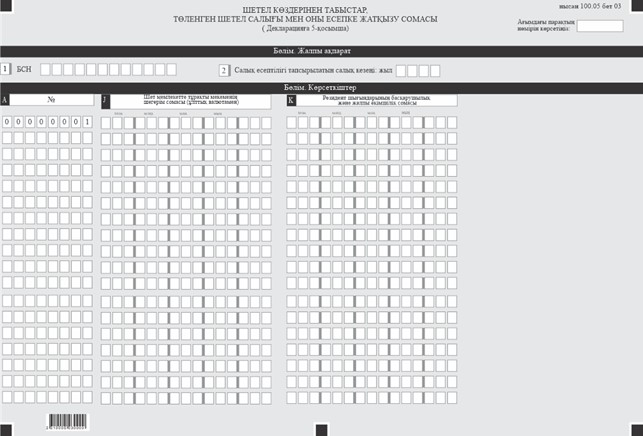 нысан 100.05 бет 03
ШЕТЕЛ КӨЗДЕРІНЕН ТАБЫСТАР,
ТӨЛЕНГЕН ШЕТЕЛ САЛЫҒЫ МЕН ОНЫ ЕСЕПКЕ ЖАТҚЫЗУ СОМАСЫ
( Декларацияға 5-қосымша)
Ағымдағы парақтың
нөмірін көрсетіңіз:
Бөлім. Жалпы ақпарат
1 БСН
2 Салық есептілігі тапсырылатын салық кезеңі: жыл
Бөлім. Көрсеткіштер
A №
J Шет мемлекетте тұрақты мекеменің
шегерім сомасы (ұлттық валютамен)
K Резидент шығындарының басқарушылық
және жалпы әкімшілік сомасы
0 0 0 0 0 0 0 1